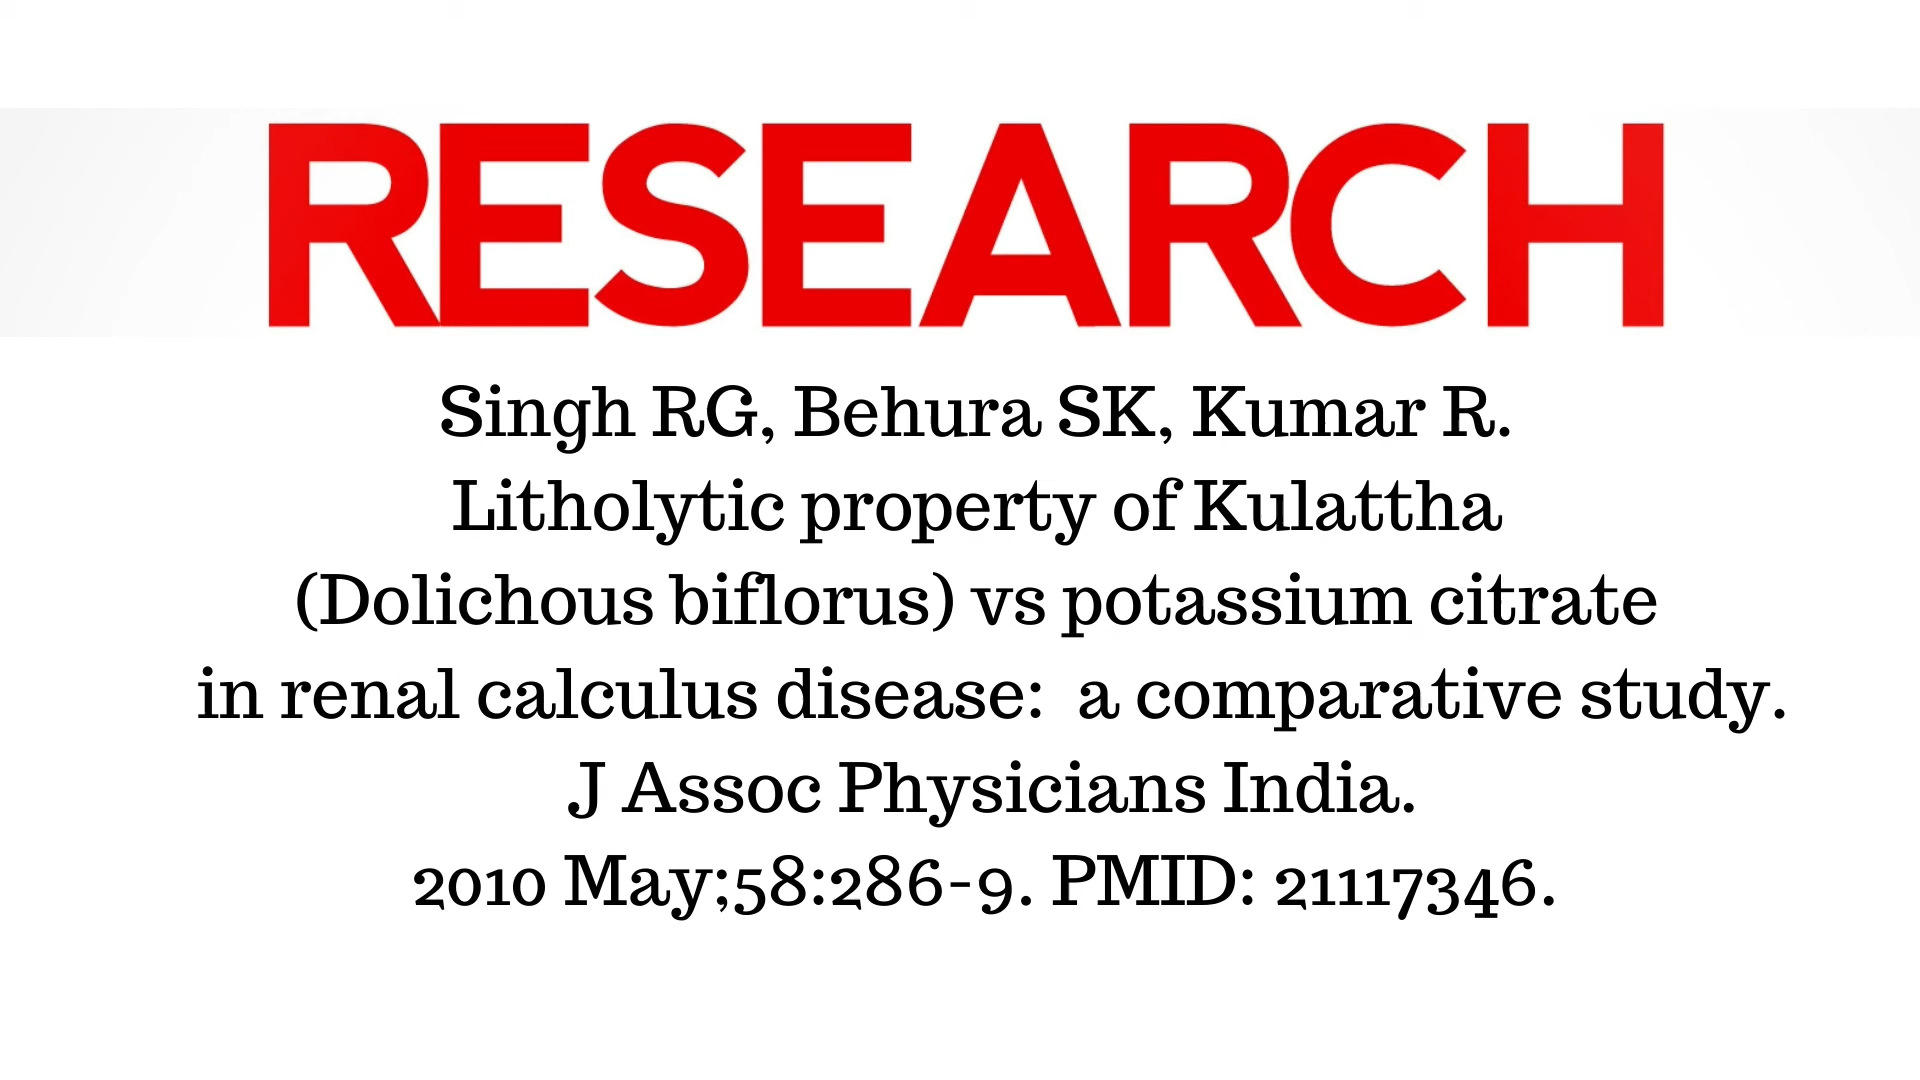 RESEARCH
Singh RG, Behura SK, Kumar R.
Litholytic property of Kulattha
(Dolichous biflorus) vs potassium citrate
in renal calculus disease:  a comparative study.
J Assoc Physicians India.
2010 May;58:286-9. PMID: 21117346.